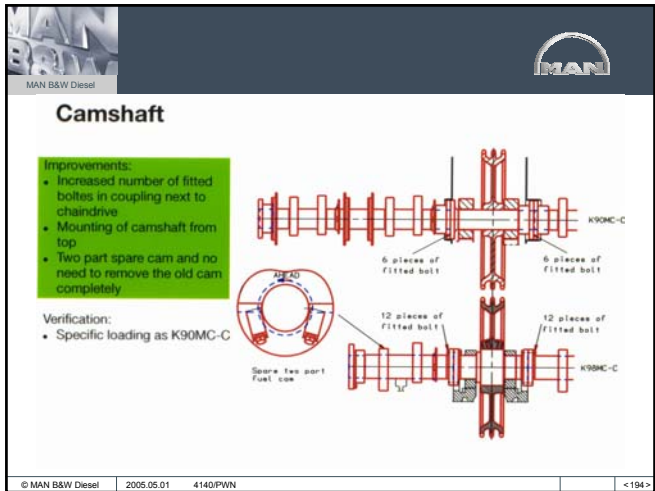 MAN B&W
MAN
MAN B&W Diesel
Camshaft
Improvements:
• Increased number of fitted
boltes in coupling next to
chaindrive
• Mounting of camshaft from
top
• Two part spare cam and no
need to remove the old cam
completely
Verification:
• Specific loading as K90MC-C
K90MC-C
6 pieces of
fitted bolt
6 pieces of
fitted bolt
AHEAD
12 pieces of
fitted bolt
12 pieces of
fitted bolt
Spare two part
Fuel cam
K98MC-C
© MAN B&W Diesel 2005.05.01 4140/PWN <194>